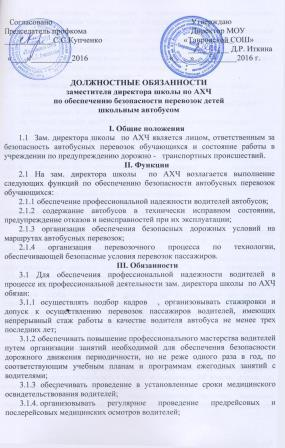 Согласовано Утверждаю
Председатель профкома Директор МОУ
С.С.Купченко «Тавровская СОШ»
Д.Р. Иткина
2016 2016 г.
ДОЛЖНОСТНЫЕ ОБЯЗАННОСТИ
заместителя директора школы по АХЧ
по обеспечению безопасности перевозок детей
школьным автобусом
I. Общие положения
1.1 Зам. директора школы по АХЧ является лицом, ответственным за
безопасность автобусных перевозок обучающихся и состояние работы в
учреждении по предупреждению дорожно - транспортных происшествий.
II. Функции
2.1 На зам. директора школы по АХЧ возлагается выполнение
следующих функций по обеспечению безопасности автобусных перевозок
обучающихся:
2.1.1 обеспечение профессиональной надежности водителей автобусов;
2.1.2 содержание автобусов в технически исправном состоянии,
предупреждение отказов и неисправностей при их эксплуатации;
2.1.3 организация обеспечения безопасных дорожных условий на
маршрутах автобусных перевозок;
2.1.4 организация перевозочного процесса по технологии,
обеспечивающей безопасные условия перевозок пассажиров.
III. Обязанности
3.1 Для обеспечения профессиональной надежности водителей в
процессе их профессиональной деятельности зам. директора школы по АХЧ
обязан:
3.1.1 осуществлять подбор кадров , организовывать стажировки и
допуск к осуществлению перевозок пассажиров водителей, имеющих
непрерывный стаж работы в качестве водителя автобуса не менее трех
последних лет;
3.1.2 обеспечивать повышение профессионального мастерства водителей
путем организации занятий необходимой для обеспечения безопасности
дорожного движения периодичности, но не реже одного раза в год, по
соответствующим учебным планам и программам ежегодных занятий с
водителями;
3.1.3 обеспечивать проведение в установленные сроки медицинского
освидетельствования водителей;
3.1.4. организовывать регулярное проведение предрейсовых и
послерейсовых медицинских осмотров водителей;